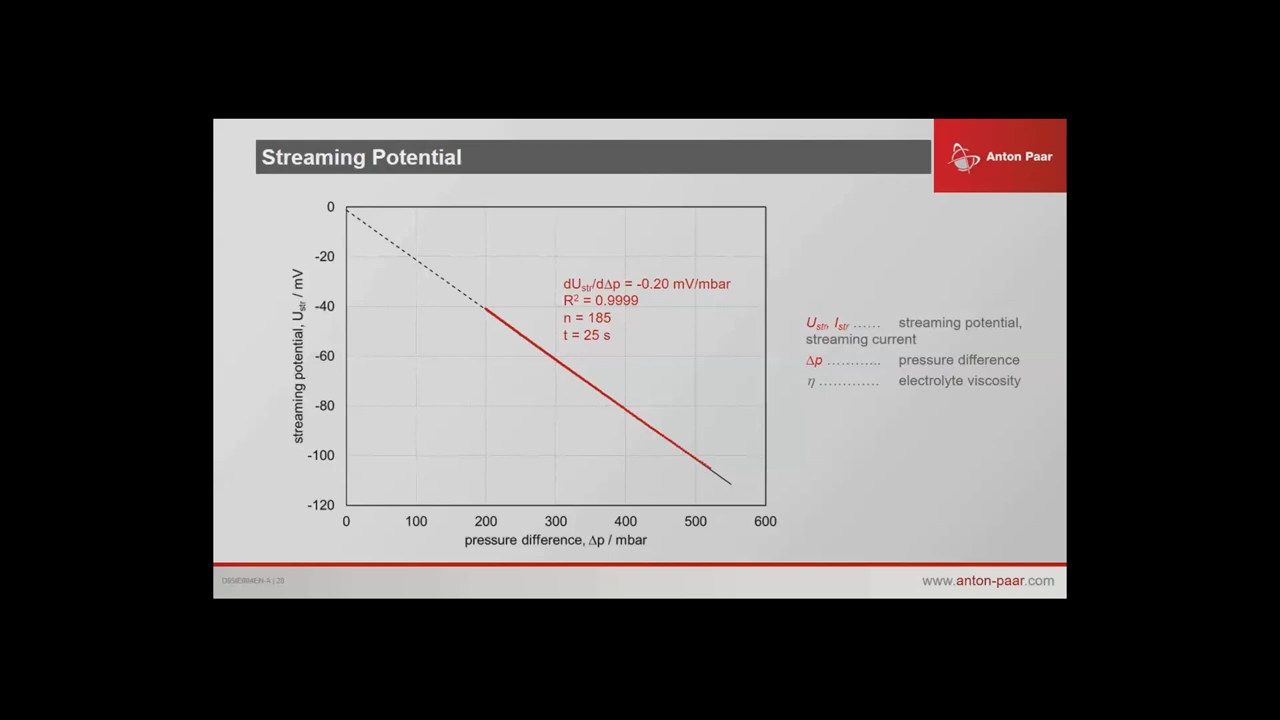 Streaming Potential
Anton Paar
0
-20
-40
-60
-80
-100
-120
streaming potential, Ustr / mV
dUstr/dΔp = -0.20 mV/mbar
R² = 0.9999
n = 185
t = 25 s
0 100 200 300 400 500 600
pressure difference, Δp / mbar
Ustr, Istr ...... streaming potential,
streaming current
Δp ............ pressure difference
η ............. electrolyte viscosity
www.anton-paar.com